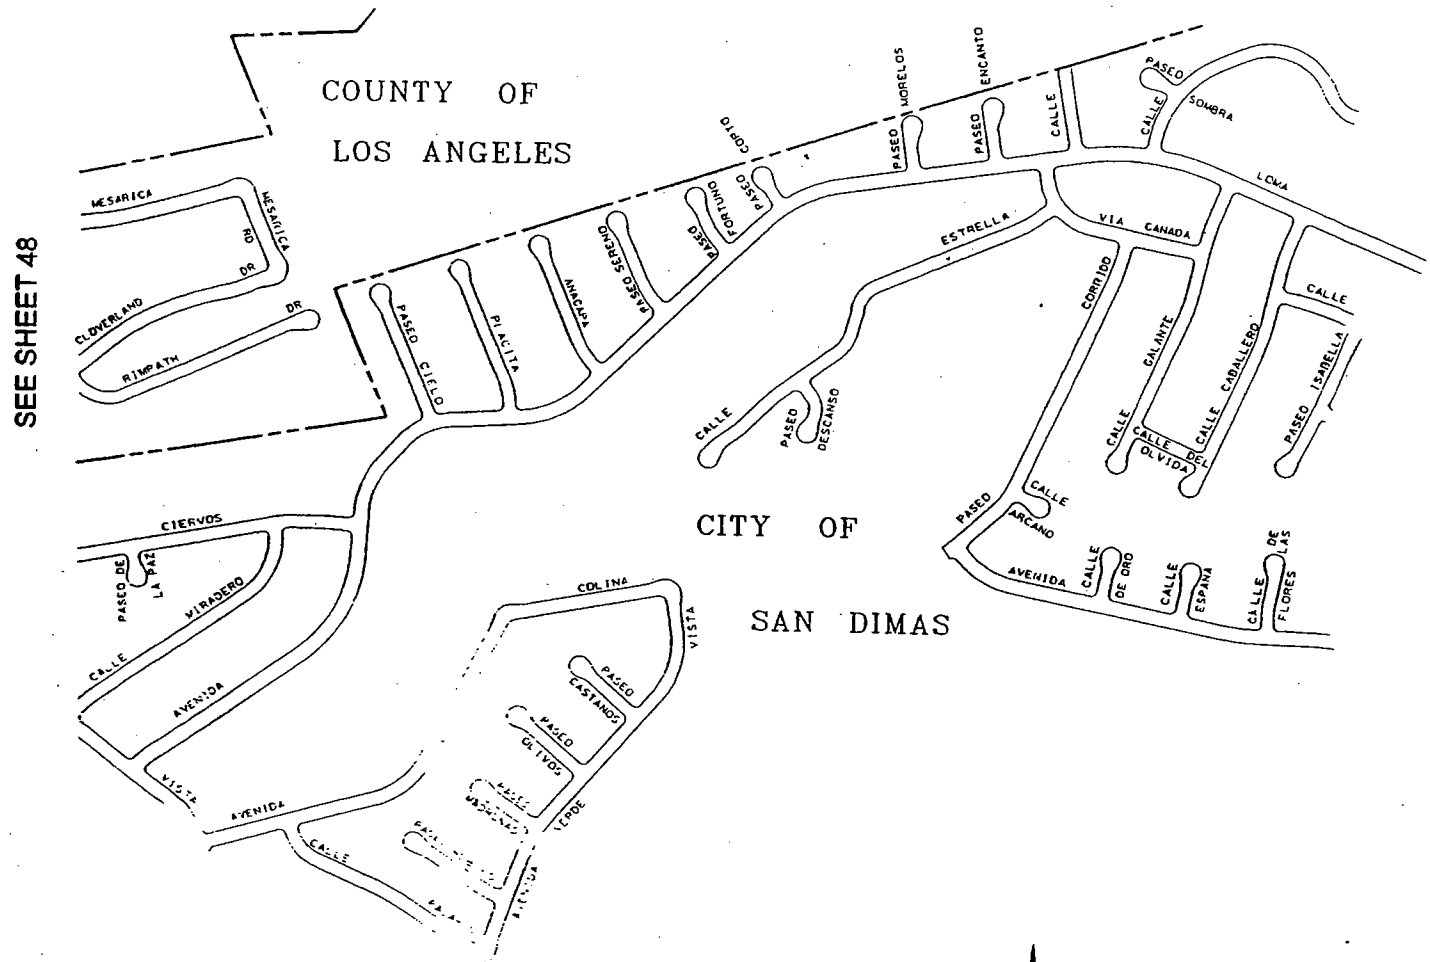 COUNTY OF
LOS ANGELES
SEE SHEET 48
MESARICA
MESARICA
RD
DR
CLOVERLAND
RIMPATH
DR
PASEO
CIELO
PLACITA
ANACAPA
PASEO SERENO
PASEO
FORTUNO
PASEO
COPTO
PASEO
MORELOS
PASEO
ENCANTO
CALLE
CALLE
PASEO
SOMBRA
LOMA
ESTRELLA
VIA
CANADA
CORRIDO
CALLE
GALANTE
CALLE
CABALLERO
CALLE
PASEO ISABELLA
CALLE DEL
OLVIDA
CALLE
PASEO
DESCANSO
CITY OF
SAN DIMAS
PASEO
CALLE
ARCANO
AVENIDA
CALLE
DE ORO
CALLE
ESPANA
CALLE
DE LAS
FLORES
CIERVOS
PASEO DE
LA PAZ
CALLE
MIRADERO
AVENIDA
VISTA
AVENIDA
CALLE
COLINA
VISTA
PASEO
CASTANOS
PASEO
OLIVOS
AVENIDA